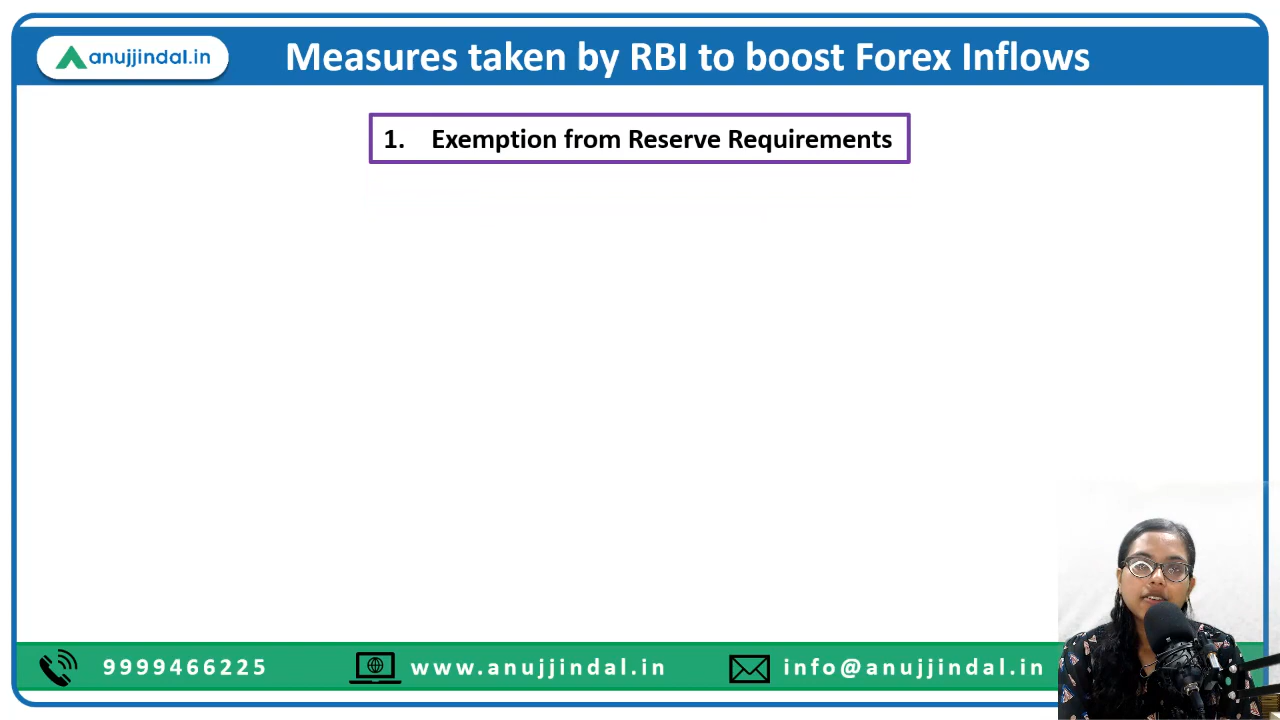 anujjindal.in
Measures taken by RBI to boost Forex Inflows
1. Exemption from Reserve Requirements
9999466225
www.anujjindal.in
info@anujjindal.in